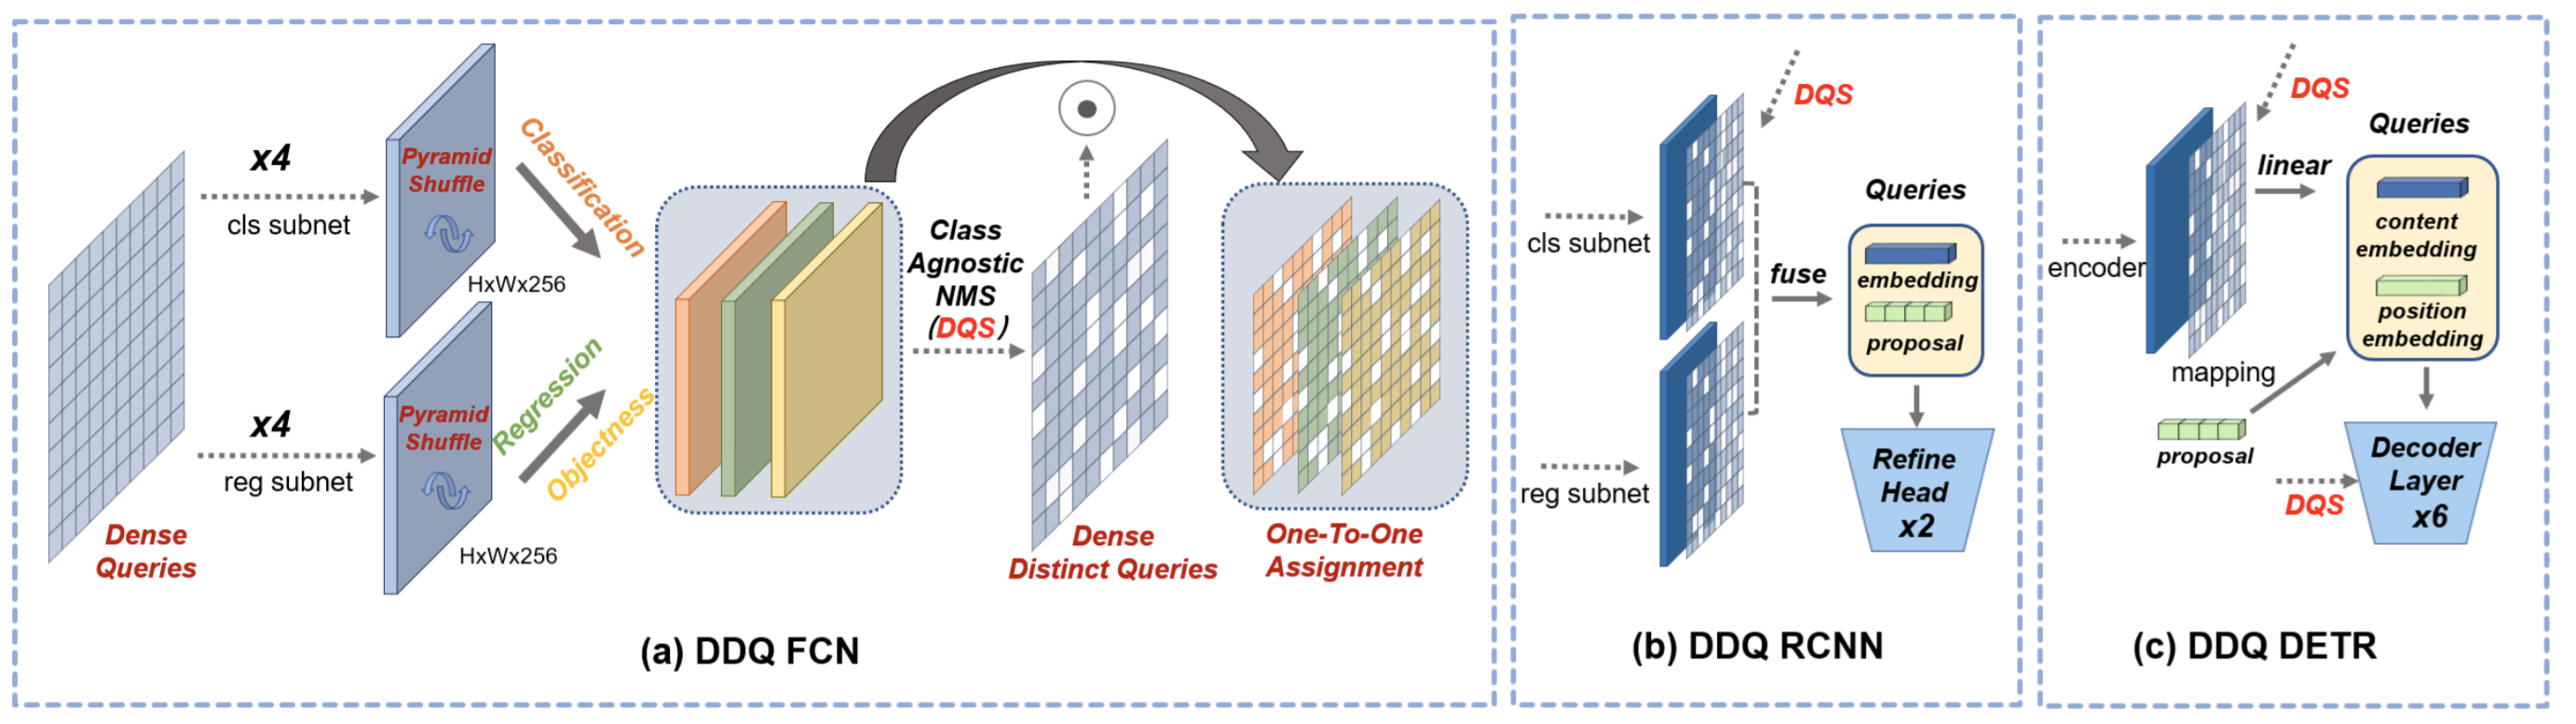 x4
cls subnet
Pyramid
Shuffle
HxWx256
Classification
Dense
Queries
x4
reg subnet
Pyramid
Shuffle
HxWx256
Regression
Objectness
Class
Agnostic
NMS
(DQS)
Dense
Distinct Queries
One-To-One
Assignment
(a) DDQ FCN
DQS
cls subnet
reg subnet
fuse
Queries
embedding
proposal
Refine
Head
x2
(b) DDQ RCNN
DQS
encoder
linear
Queries
content
embedding
position
embedding
mapping
proposal
DQS
Decoder
Layer
x6
(c) DDQ DETR